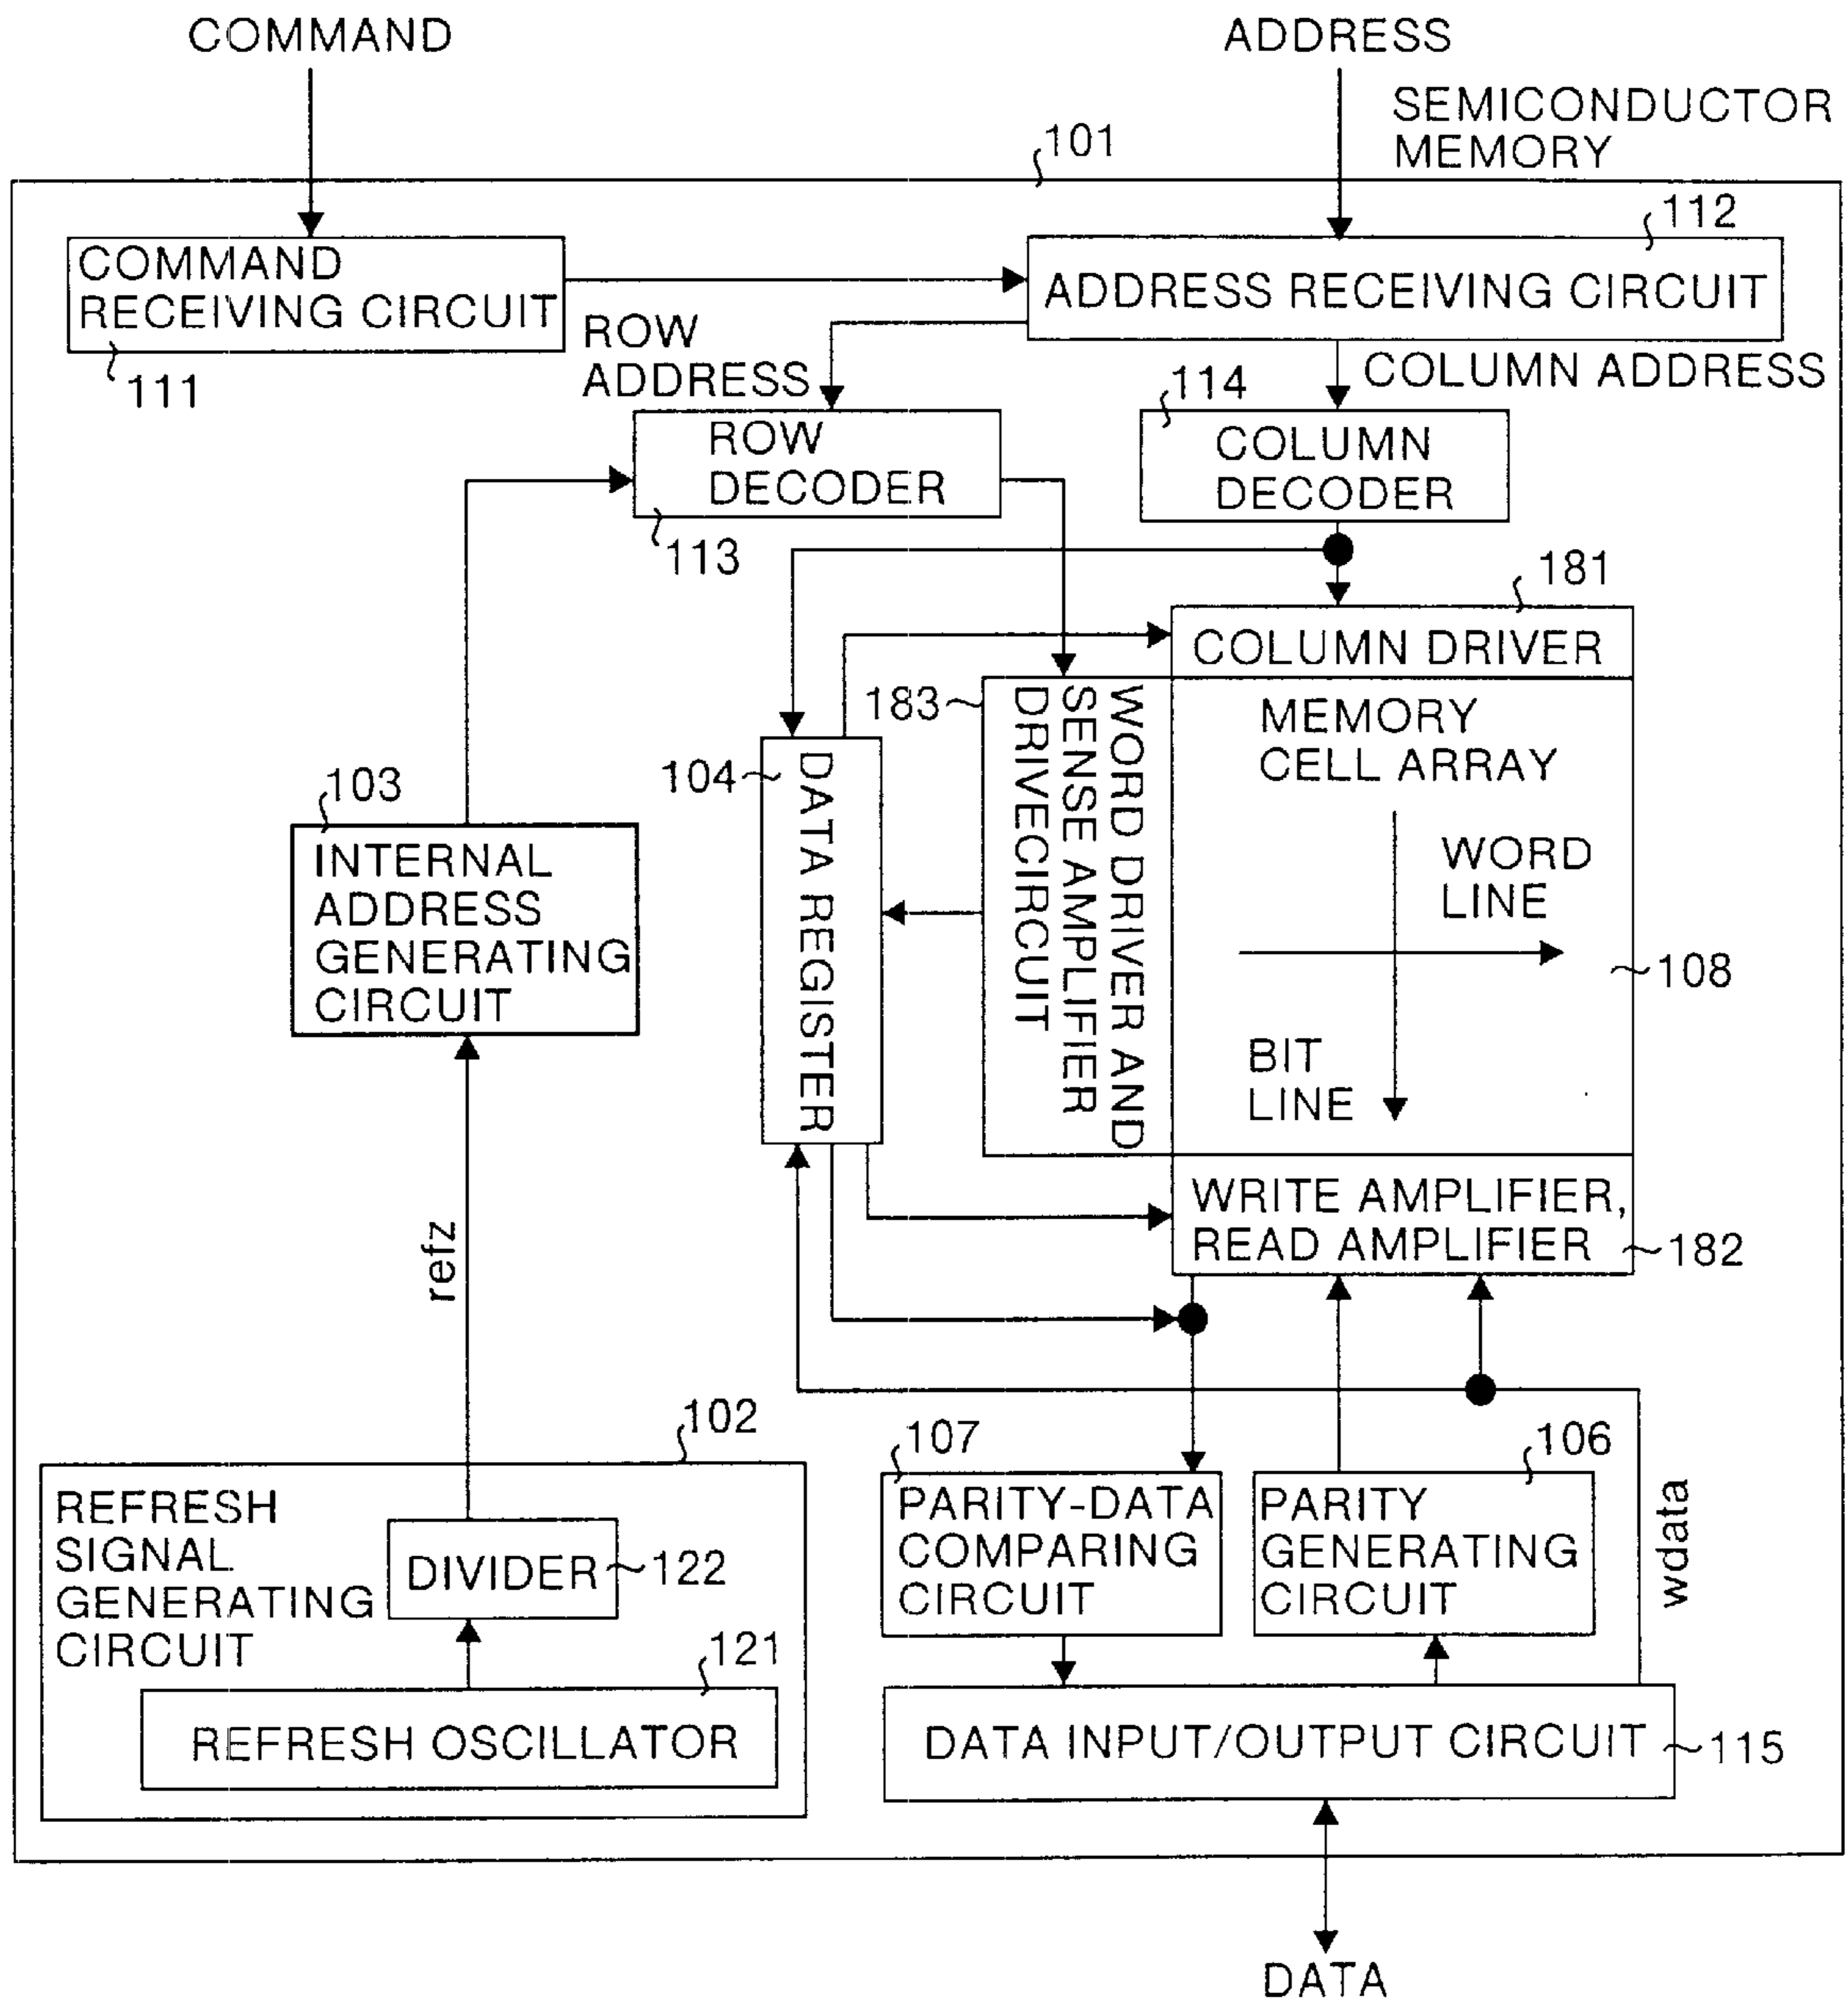 COMMAND
ADDRESS
SEMICONDUCTOR
MEMORY
101
112
COMMAND
RECEIVING CIRCUIT
111
ADDRESS RECEIVING CIRCUIT
ROW
ADDRESS
COLUMN ADDRESS
114
ROW
DECODER
113
COLUMN
DECODER
181
COLUMN DRIVER
183
WORD DRIVER AND
SENSE AMPLIFIER
DRIVECIRCUIT
MEMORY
CELL ARRAY
WORD
LINE
BIT
LINE
108
104
DATA REGISTER
103
INTERNAL
ADDRESS
GENERATING
CIRCUIT
WRITE AMPLIFIER,
READ AMPLIFIER
182
refz
102
REFRESH
SIGNAL
GENERATING
CIRCUIT
DIVIDER
122
121
REFRESH OSCILLATOR
107
PARITY-DATA
COMPARING
CIRCUIT
106
PARITY
GENERATING
CIRCUIT
wdata
DATA INPUT/OUTPUT CIRCUIT
115
DATA